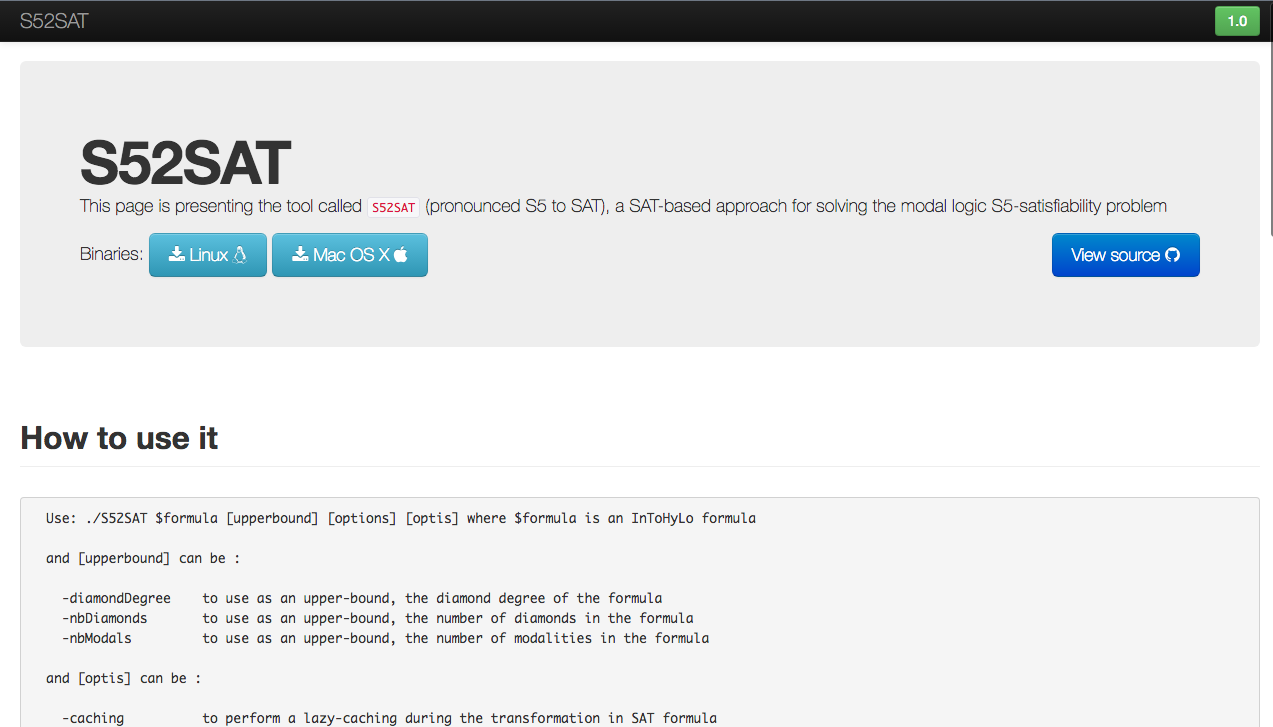 S52SAT 1.0
S52SAT
This page is presenting the tool called S52SAT (pronounced S5 to SAT), a SAT-based approach for solving the modal logic S5-satisfiability problem
Binaries: Linux Mac OS X View source
How to use it
Use: ./S52SAT $formula [upperbound] [options] [optis] where $formula is an InToHyLo formula
and [upperbound] can be :
-diamondDegree to use as an upper-bound, the diamond degree of the formula
-nbDiamonds to use as an upper-bound, the number of diamonds in the formula
-nbModals to use as an upper-bound, the number of modalities in the formula
and [optis] can be :
-caching to perform a lazy-caching during the transformation in SAT formula